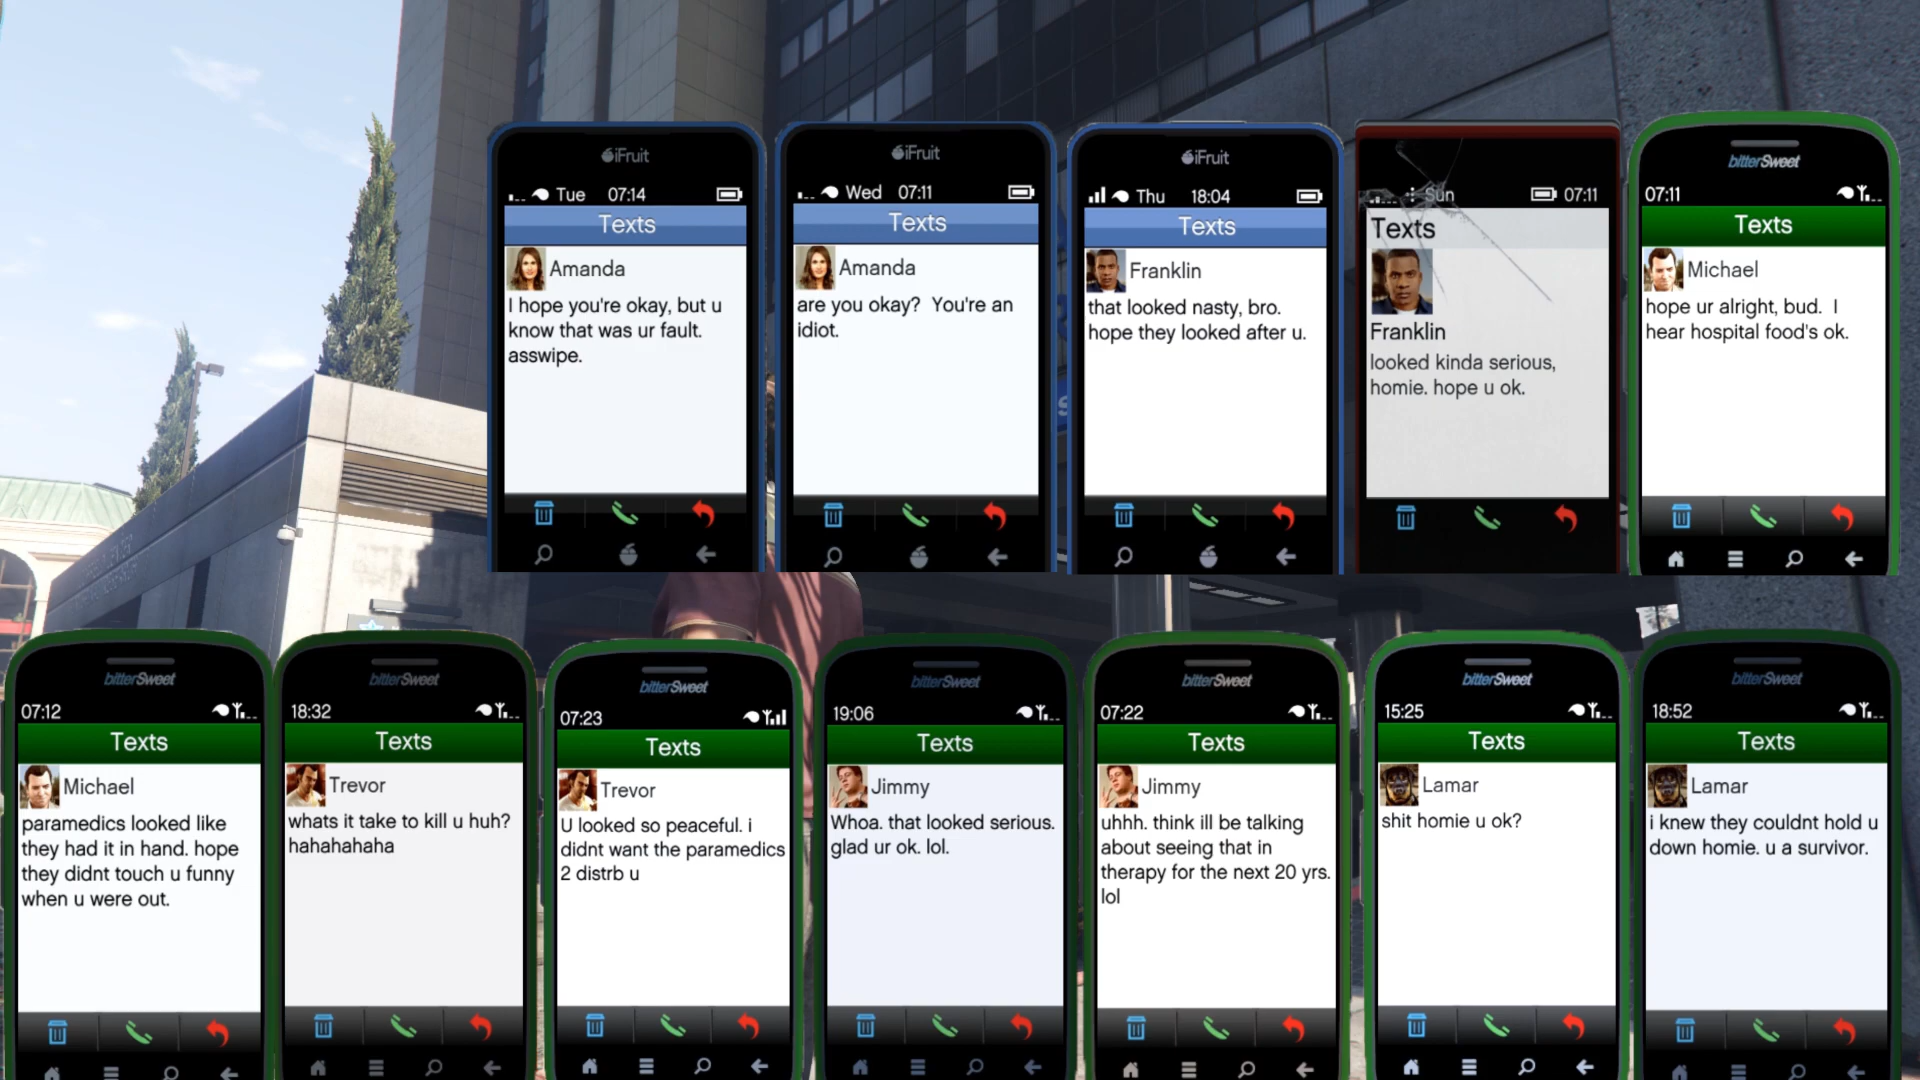 iFruit
Tue 07:14
Texts
Amanda
I hope you're okay, but u
know that was ur fault.
asswipe.
iFruit
Wed 07:11
Texts
Amanda
are you okay?  You're an
idiot.
iFruit
Thu 18:04
Texts
Franklin
that looked nasty, bro.
hope they looked after u.
Sun 07:11
Texts
Franklin
looked kinda serious,
homie. hope u ok.
bitterSweet
07:11
Texts
Michael
hope ur alright, bud.  I
hear hospital food's ok.
bitterSweet
07:12
Texts
Michael
paramedics looked like
they had it in hand. hope
they didnt touch u funny
when u were out.
bitterSweet
18:32
Texts
Trevor
whats it take to kill u huh?
hahahahaha
bitterSweet
07:23
Texts
Trevor
U looked so peaceful. i
didnt want the paramedics
2 distrb u
bitterSweet
19:06
Texts
Jimmy
Whoa. that looked serious.
glad ur ok. lol.
bitterSweet
07:22
Texts
Jimmy
uhhh. think ill be talking
about seeing that in
therapy for the next 20 yrs.
lol
bitterSweet
15:25
Texts
Lamar
shit homie u ok?
bitterSweet
18:52
Texts
Lamar
i knew they couldnt hold u
down homie. u a survivor.